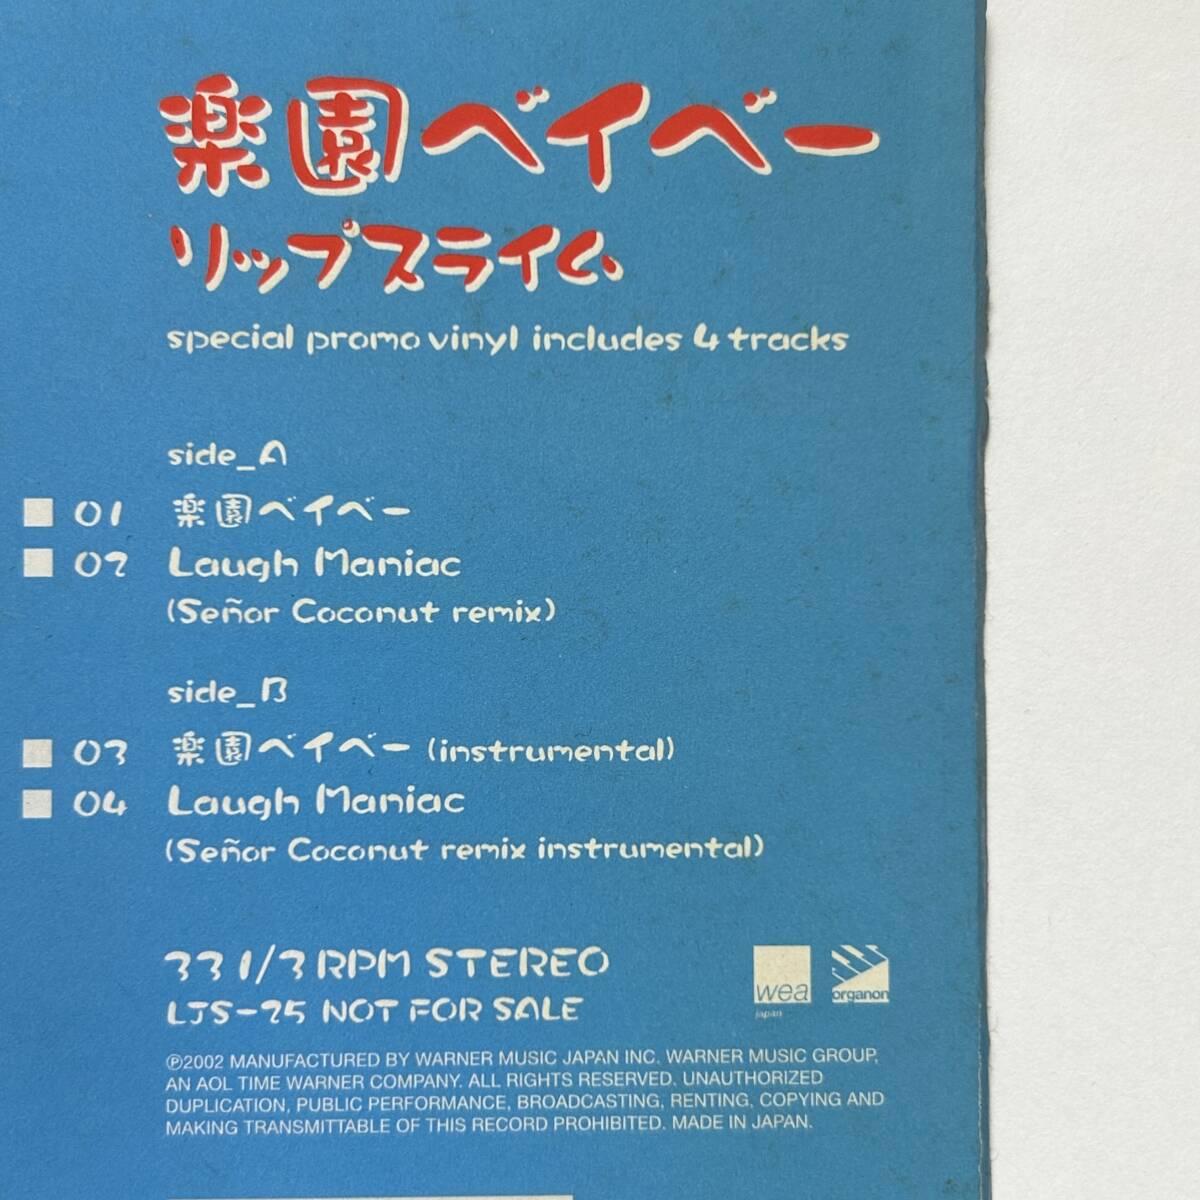 楽園ベイベー
リップスライム
special promo vinyl includes 4 tracks
side_A
01 楽園ベイベー
02 Laugh Maniac
(Señor Coconut remix)
side_B
03 楽園ベイベー (instrumental)
04 Laugh Maniac
(Señor Coconut remix instrumental)
33 1/3 RPM STEREO
LJS-25 NOT FOR SALE
wea
japan
organon
℗2002 MANUFACTURED BY WARNER MUSIC JAPAN INC. WARNER MUSIC GROUP,
AN AOL TIME WARNER COMPANY. ALL RIGHTS RESERVED. UNAUTHORIZED
DUPLICATION, PUBLIC PERFORMANCE, BROADCASTING, RENTING, COPYING AND
MAKING TRANSMITTABLE OF THIS RECORD PROHIBITED. MADE IN JAPAN.